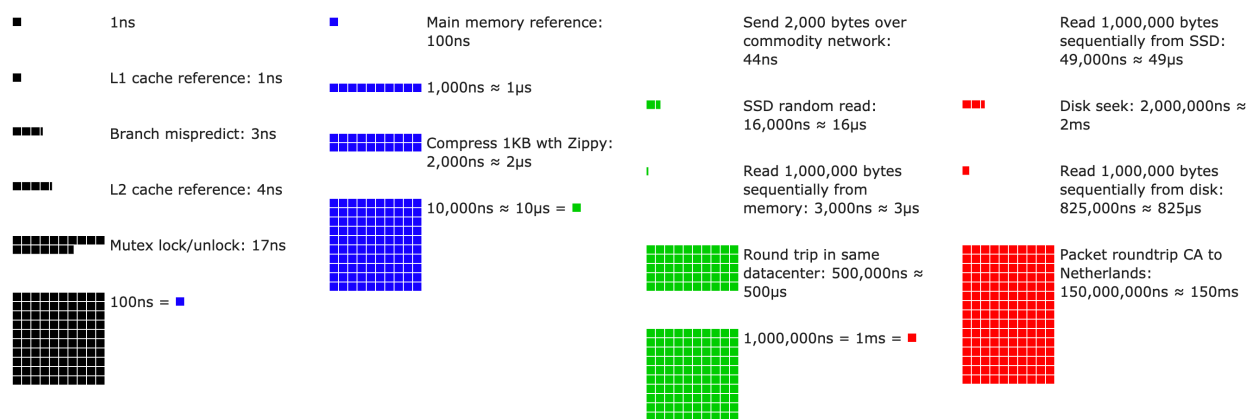 1ns
L1 cache reference: 1ns
Branch mispredict: 3ns
L2 cache reference: 4ns
Mutex lock/unlock: 17ns
100ns =
Main memory reference:
100ns
1,000ns ≈ 1µs
Compress 1KB wth Zippy:
2,000ns ≈ 2µs
10,000ns ≈ 10µs =
Send 2,000 bytes over
commodity network:
44ns
SSD random read:
16,000ns ≈ 16µs
Read 1,000,000 bytes
sequentially from
memory: 3,000ns ≈ 3µs
Round trip in same
datacenter: 500,000ns ≈
500µs
1,000,000ns = 1ms =
Read 1,000,000 bytes
sequentially from SSD:
49,000ns ≈ 49µs
Disk seek: 2,000,000ns ≈
2ms
Read 1,000,000 bytes
sequentially from disk:
825,000ns ≈ 825µs
Packet roundtrip CA to
Netherlands:
150,000,000ns ≈ 150ms